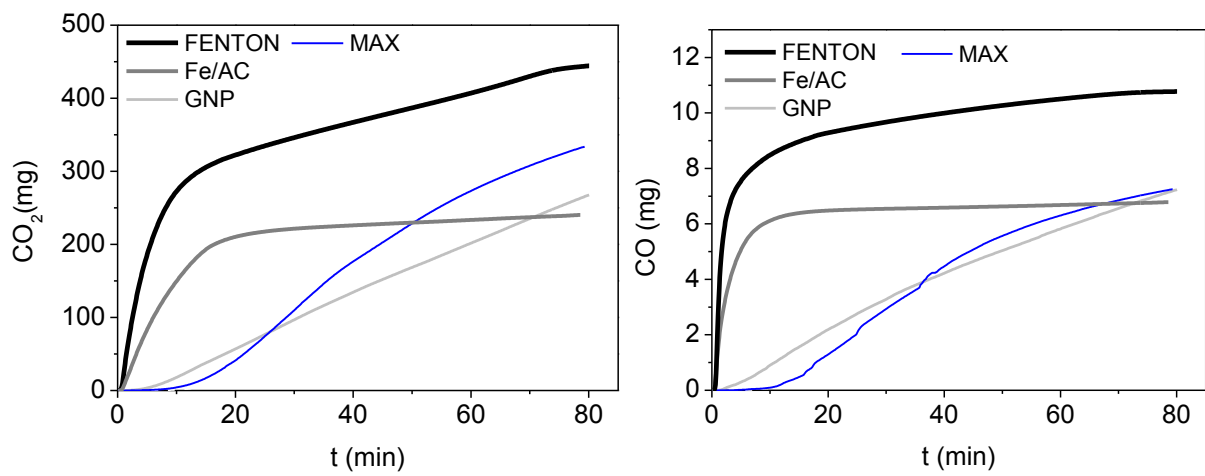 500
400
300
200
100
0
CO₂(mg)
FENTON MAX
Fe/AC
GNP
0 20 40 60 80
t (min)
12
10
8
6
4
2
0
CO (mg)
FENTON MAX
Fe/AC
GNP
0 20 40 60 80
t (min)